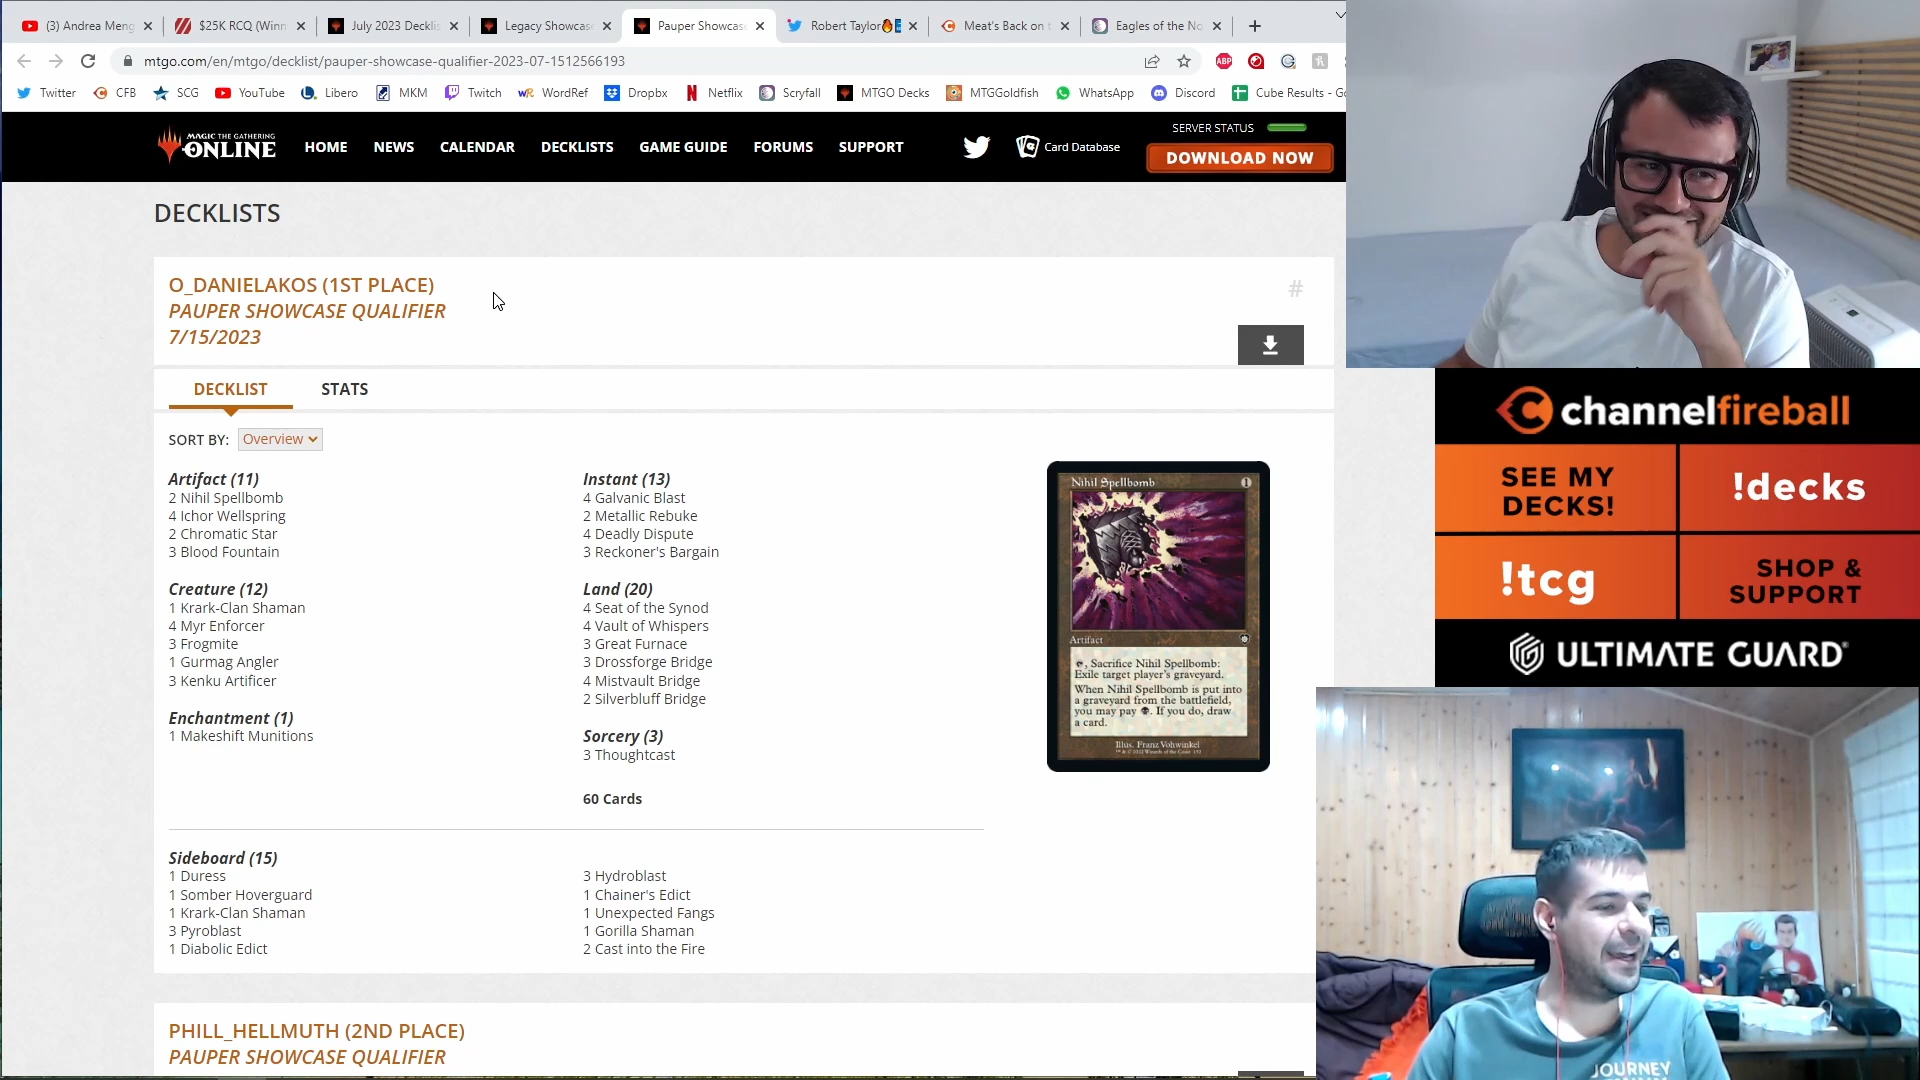 (3) Andrea Meng
$25K RCQ (Winn
July 2023 Decklis
Legacy Showcase
Pauper Showcase
Robert Taylor
Meat's Back on t
Eagles of the No
mtgo.com/en/mtgo/decklist/pauper-showcase-qualifier-2023-07-1512566193
ABP
Twitter
CFB
SCG
YouTube
Libero
MKM
Twitch
WordRef
Dropbx
Netflix
Scryfall
MTGO Decks
MTGGoldfish
WhatsApp
Discord
Cube Results - Go
MAGIC THE GATHERING
ONLINE
HOME
NEWS
CALENDAR
DECKLISTS
GAME GUIDE
FORUMS
SUPPORT
Card Database
SERVER STATUS
DOWNLOAD NOW
DECKLISTS
O_DANIELAKOS (1ST PLACE)
PAUPER SHOWCASE QUALIFIER
7/15/2023
#
DECKLIST
STATS
SORT BY: Overview
Artifact (11)
2 Nihil Spellbomb
4 Ichor Wellspring
2 Chromatic Star
3 Blood Fountain
Creature (12)
1 Krark-Clan Shaman
4 Myr Enforcer
3 Frogmite
1 Gurmag Angler
3 Kenku Artificer
Enchantment (1)
1 Makeshift Munitions
Instant (13)
4 Galvanic Blast
2 Metallic Rebuke
4 Deadly Dispute
3 Reckoner's Bargain
Land (20)
4 Seat of the Synod
4 Vault of Whispers
3 Great Furnace
3 Drossforge Bridge
4 Mistvault Bridge
2 Silverbluff Bridge
Sorcery (3)
3 Thoughtcast
60 Cards
Nihil Spellbomb 1
Artifact
, Sacrifice Nihil Spellbomb:
Exile target player's graveyard.
When Nihil Spellbomb is put into
a graveyard from the battlefield,
you may pay . If you do, draw
a card.
Illus. Franz Vohwinkel
Sideboard (15)
1 Duress
1 Somber Hoverguard
1 Krark-Clan Shaman
3 Pyroblast
1 Diabolic Edict
3 Hydroblast
1 Chainer's Edict
1 Unexpected Fangs
1 Gorilla Shaman
2 Cast into the Fire
PHILL_HELLMUTH (2ND PLACE)
PAUPER SHOWCASE QUALIFIER
channelfireball
SEE MY
DECKS!
!decks
!tcg
SHOP &
SUPPORT
ULTIMATE GUARD
JOURNEY